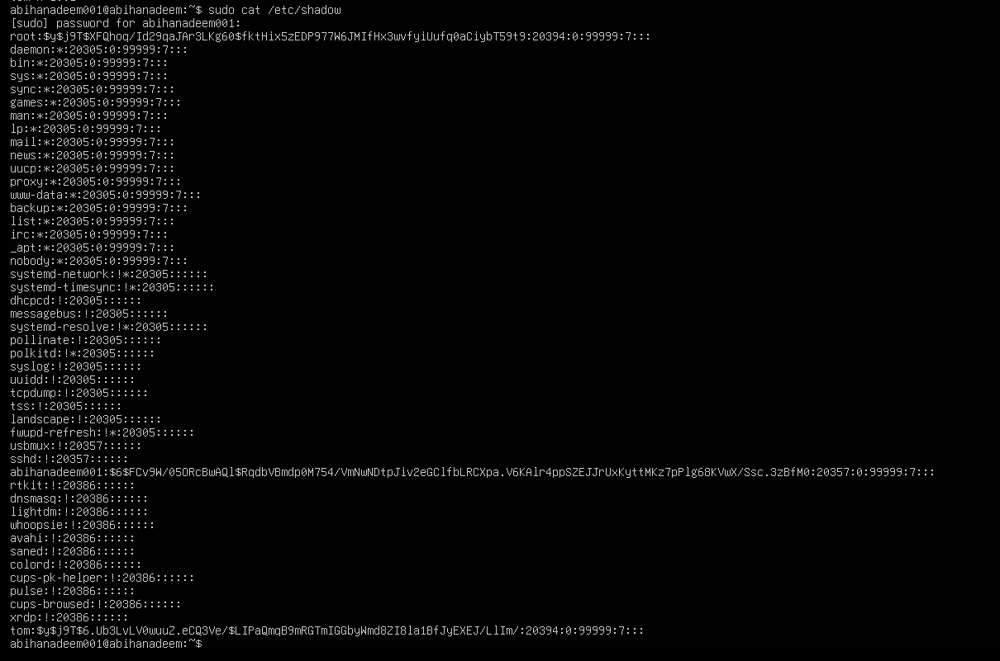 abihanadeem001@abihanadeem:~$ sudo cat /etc/shadow
[sudo] password for abihanadeem001:
root:$y$j9T$XFQhoq/Id29qaJAr3LKg60$fktHix5zEDP977W6JMIfHx3wvfyiUufq0aCiybT59t9:20394:0:99999:7:::
daemon:*:20305:0:99999:7:::
bin:*:20305:0:99999:7:::
sys:*:20305:0:99999:7:::
sync:*:20305:0:99999:7:::
games:*:20305:0:99999:7:::
man:*:20305:0:99999:7:::
lp:*:20305:0:99999:7:::
mail:*:20305:0:99999:7:::
news:*:20305:0:99999:7:::
uucp:*:20305:0:99999:7:::
proxy:*:20305:0:99999:7:::
www-data:*:20305:0:99999:7:::
backup:*:20305:0:99999:7:::
list:*:20305:0:99999:7:::
irc:*:20305:0:99999:7:::
_apt:*:20305:0:99999:7:::
nobody:*:20305:0:99999:7:::
systemd-network:!*:20305::::::
systemd-timesync:!*:20305::::::
dhcpcd:!:20305::::::
messagebus:!:20305::::::
systemd-resolve:!*:20305::::::
pollinate:!:20305::::::
polkitd:!*:20305::::::
syslog:!:20305::::::
uuidd:!:20305::::::
tcpdump:!:20305::::::
tss:!:20305::::::
landscape:!:20305::::::
fwupd-refresh:!*:20305::::::
usbmux:!:20357::::::
sshd:!:20357::::::
abihanadeem001:$6$FCv9W/05ORcBwAQl$RqdbVBmdp0M754/VmNwNDtpJiv2eGClfbLRCXpa.V6KAlr4ppSZEJJrUxKyttMKz7pPlg68KVwX/Ssc.3zBfM0:20357:0:99999:7:::
rtkit:!:20386::::::
dnsmasq:!:20386::::::
lightdm:!:20386::::::
whoopsie:!:20386::::::
avahi:!:20386::::::
saned:!:20386::::::
colord:!:20386::::::
cups-pk-helper:!:20386::::::
pulse:!:20386::::::
cups-browsed:!:20386::::::
xrdp:!:20386::::::
tom:$y$j9T$6.Ub3LvLV0wuuZ.eCQ3Ve/$LIPaQmqB9mRGTmIGGbyWmd8ZI8la1BfJyEXEJ/LlIm/:20394:0:99999:7:::
abihanadeem001@abihanadeem:~$